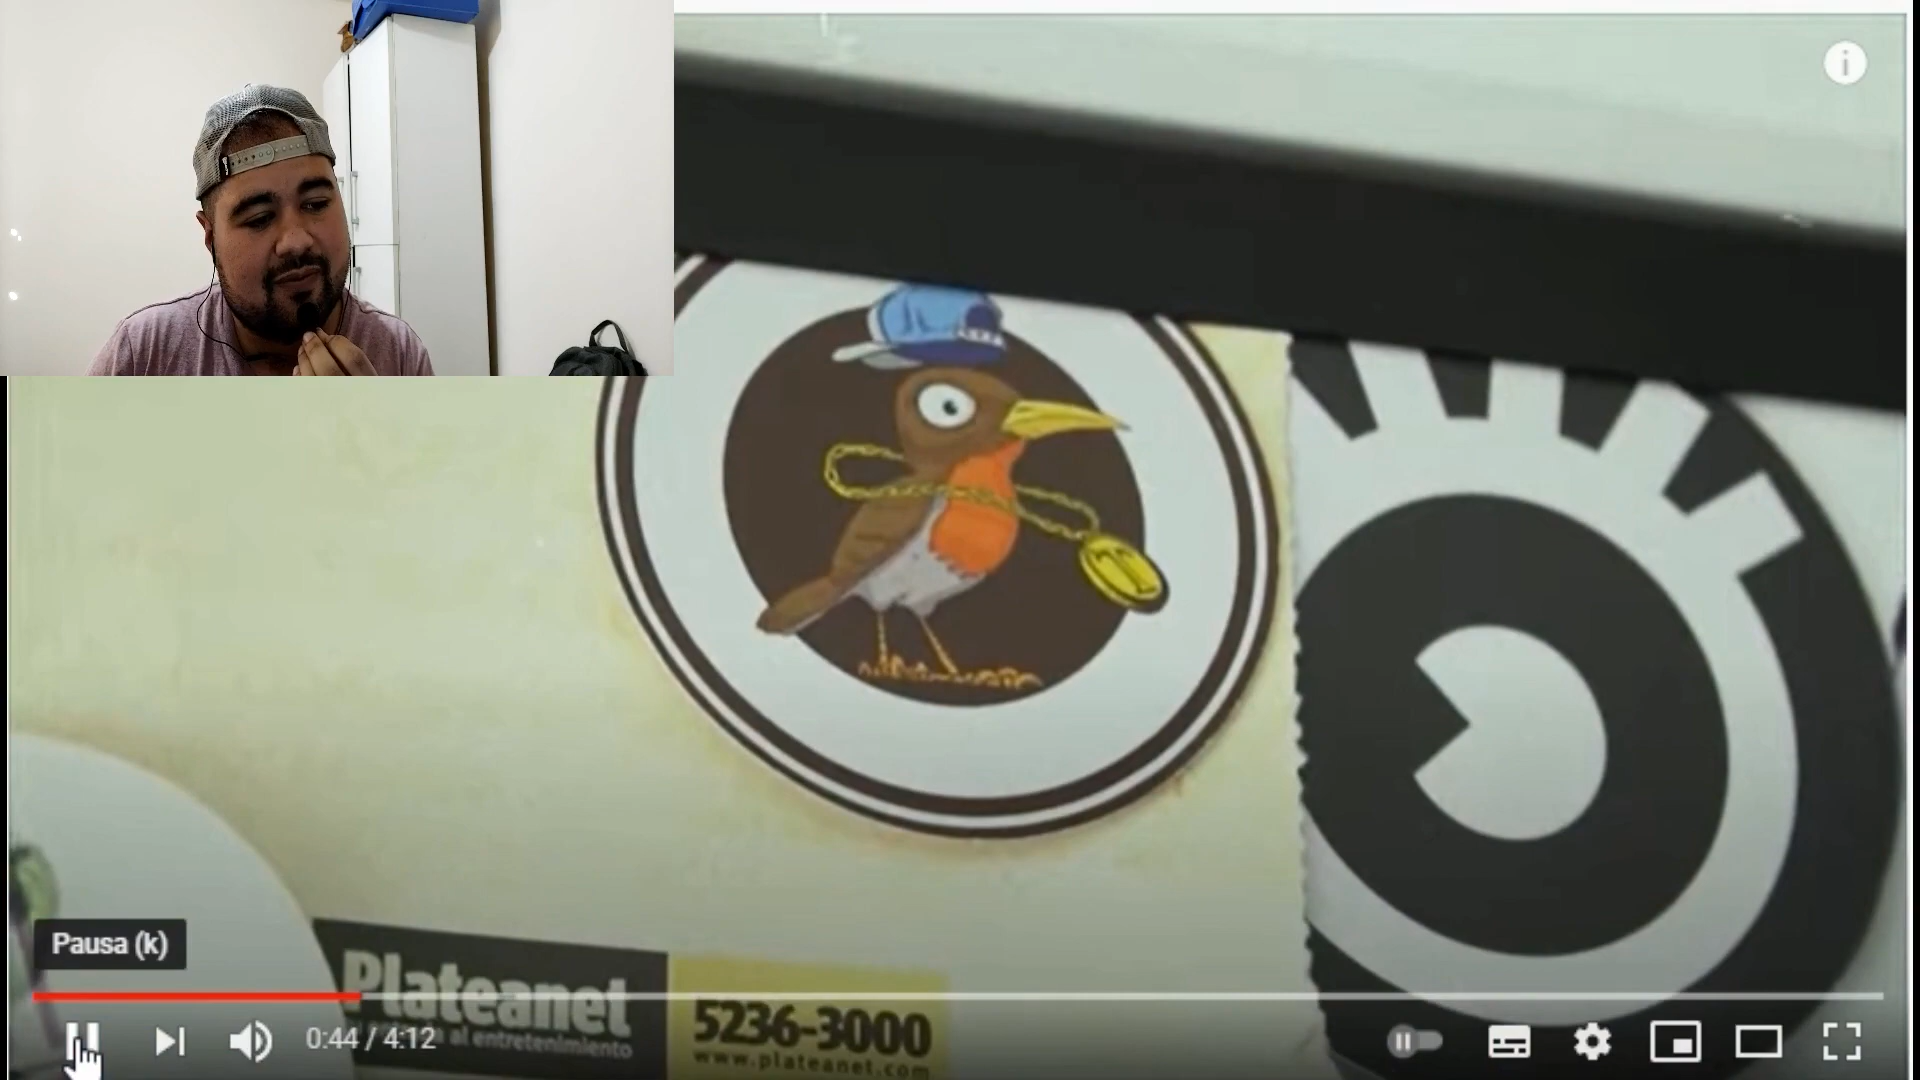 Pausa (k)
Plateanet
al entretenimiento
5236-3000
www.plateanet.com
0:44 / 4:12